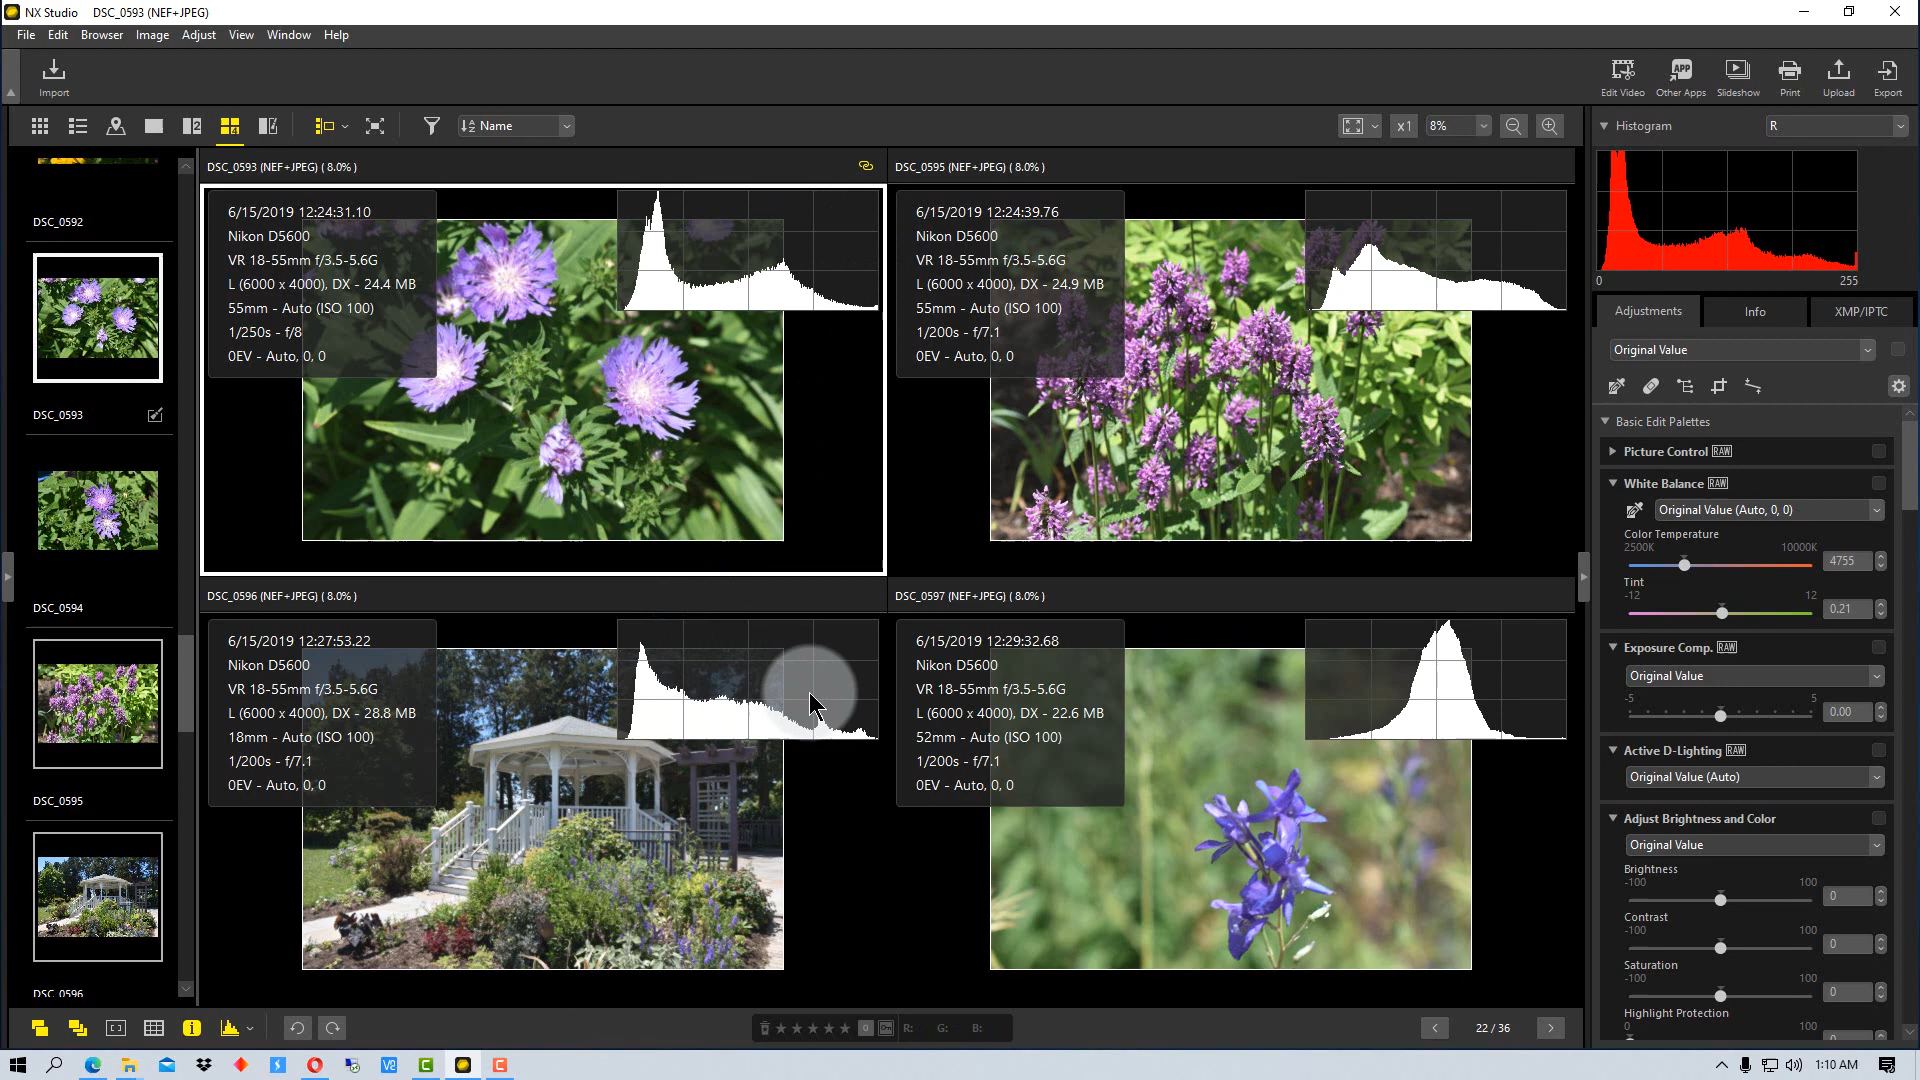 NX Studio DSC_0593 (NEF+JPEG)
File Edit Browser Image Adjust View Window Help
Import
Edit Video
Other Apps
Slideshow
Print
Upload
Export
Name
x1
8%
Histogram
R
0
255
DSC_0592
DSC_0593
DSC_0594
DSC_0595
DSC_0596
DSC_0593 (NEF+JPEG) ( 8.0% )
6/15/2019 12:24:31.10
Nikon D5600
VR 18-55mm f/3.5-5.6G
L (6000 x 4000), DX - 24.4 MB
55mm - Auto (ISO 100)
1/250s - f/8
0EV - Auto, 0, 0
DSC_0595 (NEF+JPEG) ( 8.0% )
6/15/2019 12:24:39.76
Nikon D5600
VR 18-55mm f/3.5-5.6G
L (6000 x 4000), DX - 24.9 MB
55mm - Auto (ISO 100)
1/200s - f/7.1
0EV - Auto, 0, 0
DSC_0596 (NEF+JPEG) ( 8.0% )
6/15/2019 12:27:53.22
Nikon D5600
VR 18-55mm f/3.5-5.6G
L (6000 x 4000), DX - 28.8 MB
18mm - Auto (ISO 100)
1/200s - f/7.1
0EV - Auto, 0, 0
DSC_0597 (NEF+JPEG) ( 8.0% )
6/15/2019 12:29:32.68
Nikon D5600
VR 18-55mm f/3.5-5.6G
L (6000 x 4000), DX - 22.6 MB
52mm - Auto (ISO 100)
1/200s - f/7.1
0EV - Auto, 0, 0
Adjustments
Info
XMP/IPTC
Original Value
Basic Edit Palettes
Picture Control RAW
White Balance RAW
Original Value (Auto, 0, 0)
Color Temperature
2500K 10000K
4755
Tint
-12 12
0.21
Exposure Comp. RAW
Original Value
-5 5
0.00
Active D-Lighting RAW
Original Value (Auto)
Adjust Brightness and Color
Original Value
Brightness
-100 100
0
Contrast
-100 100
0
Saturation
-100 100
0
Highlight Protection
0 100
0 R: G: B:
22 / 36
1:10 AM